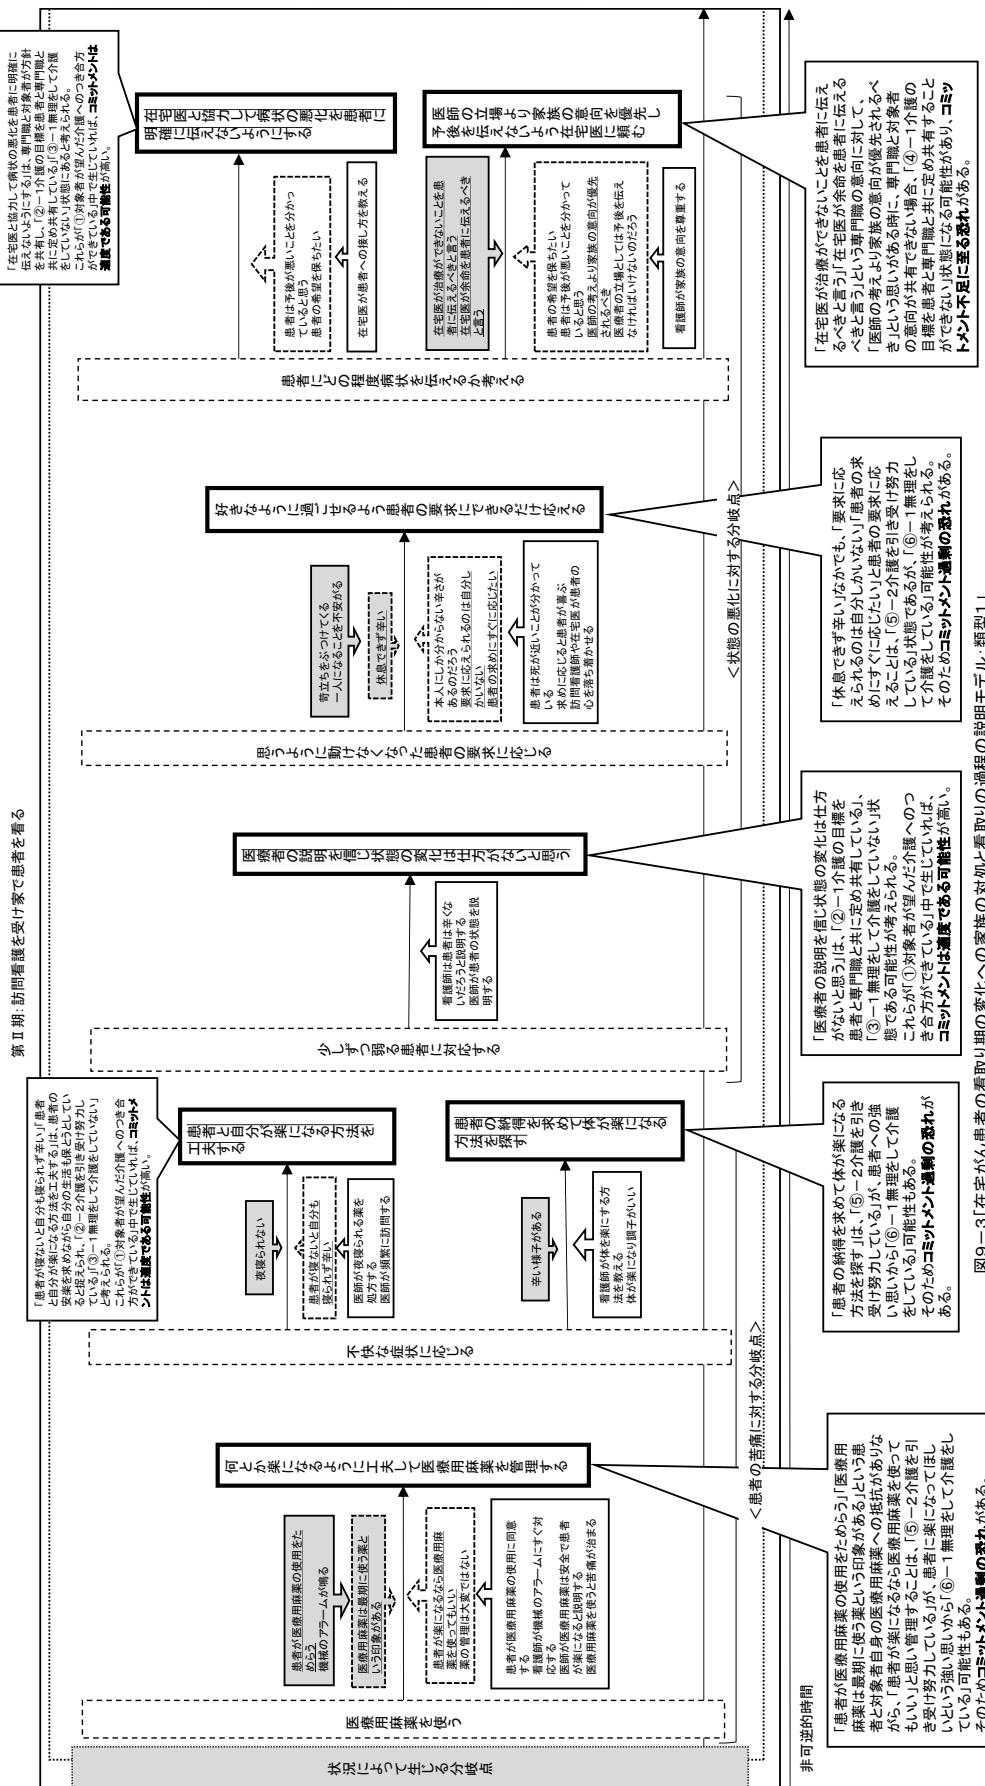 第Ⅱ期：訪問看護を受け家で患者を看る
状況によって生じる分岐点
医療用麻薬を使う
患者が医療用麻薬の使用をた
めらう
機械のアラームが鳴る
医療用麻薬は最期に使う薬と
いう印象がある
患者が楽になるなら医療用麻
薬を使ってもいい
薬の管理は大変ではない
患者が医療用麻薬の使用に同意
する
看護師が機械のアラームにすぐ対
応する
医師が医療用麻薬は安全で患者
が楽になると説明する
医療用麻薬を使うと苦痛が治まる
何とか楽になるように工夫して医療用麻薬を管理する
「患者が医療用麻薬の使用をためらう」「医療用
麻薬は最期に使う薬という印象がある」という患
者と対象者自身の医療用麻薬への抵抗がありな
がら、「患者が楽になるなら医療用麻薬を使って
もいい」と思い管理することは、「⑤－2介護を引
き受け努力している」が、患者に楽になってほし
いという強い思いから「⑥－1無理をして介護をし
ている」可能性もある。
そのためコミットメント過剰の恐れがある。
＜患者の苦痛に対する分岐点＞
不快な症状に応じる
夜寝られない
患者が寝ないと自分も
寝られず辛い
医師が夜寝られる薬を
処方する
医師が頻繁に訪問する
患者と自分が楽になる方法を
工夫する
「患者が寝ないと自分も寝られず辛い」「患者
と自分が楽になる方法を工夫する」は、患者の
安楽を求めながら自分の生活も保とうとしてい
ると捉えられ、「②－2介護を引き受け努力し
ている」「③－1無理をして介護をしていない」
と考えられる。
これらが「①対象者が望んだ介護へのつき合
方ができている」中で生じていれば、コミットメ
ントは適度である可能性が高い。
辛い様子がある
看護師が体を楽にする方
法を教える
体が楽になり調子がいい
患者の納得を求めて体が楽になる
方法を探す
「患者の納得を求めて体が楽になる
方法を探す」は、「⑤－2介護を引き
受け努力している」が、患者への強
い思いから「⑥－1無理をして介護
をしている」可能性もある。
そのためコミットメント過剰の恐れが
ある。
少しずつ弱る患者に対応する
看護師は患者は辛くな
いだろうと説明する
医師が患者の状態を説
明する
医療者の説明を信じ状態の変化は仕方がないと思う
「医療者の説明を信じ状態の変化は仕方
がないと思う」は、「②－1介護の目標を
患者と専門職と共に定め共有している」、
「③－1無理をして介護をしていない」状
態である可能性が考えられる。
これらが「①対象者が望んだ介護へのつ
き合方ができている」中で生じていれば、
コミットメントは適度である可能性が高い。
思うように動けなくなった患者の要求に応じる
苛立ちをぶつけてくる
一人になることを不安がる
休息できず辛い
本人にしか分からない辛さが
あるのだろう
要求に応えられるのは自分し
かいない
患者の求めにすぐに応じたい
患者は死が近いことが分かって
いる
求めに応じると患者が喜ぶ
訪問看護師や在宅医が患者の
心を落ち着かせる
好きなように過ごせるよう患者の要求にできるだけ応える
「休息できず辛い」なかでも、「要求に応
えられるのは自分しかいない」「患者の求
めにすぐに応じたい」と患者の要求に応
えることは、「⑤－2介護を引き受け努力
している」状態であるが、「⑥－1無理をし
て介護をしている」可能性が考えられる。
そのためコミットメント過剰の恐れがある。
＜状態の悪化に対する分岐点＞
患者にどの程度病状を伝えるか考える
患者は予後が悪いことを分かっ
ていると思う
患者の希望を保ちたい
在宅医が患者への接し方を教える
在宅医と協力して病状の悪化を患者に
明確に伝えないようにする
「在宅医と協力して病状の悪化を患者に明確に
伝えないようにする」は、専門職と対象者が方針
を共有し、「②－1介護の目標を患者と専門職と
共に定め共有している」「③－1無理をして介護
をしていない」状態にあると考えられる。
これらが「①対象者が望んだ介護へのつき合方
ができている」中で生じていれば、コミットメントは
適度である可能性が高い。
在宅医が治療ができないことを患
者に伝えるべきと言う
在宅医が余命を患者に伝えるべき
と言う
患者の希望を保ちたい
患者は予後が悪いことを分かって
いると思う
医師の考えより家族の意向が優先
されるべき
医療者の立場としては予後を伝え
なければいけないのだろう
看護師が家族の意向を尊重する
医師の立場より家族の意向を優先し
予後を伝えないよう在宅医に頼む
「在宅医が治療ができないことを患者に伝え
るべきと言う」「在宅医が余命を患者に伝える
べきと言う」という専門職の意向に対して、
「医師の考えより家族の意向が優先されるべ
き」という思いがある時に、専門職と対象者
の意向が共有できない場合、「④－1介護の
目標を患者と専門職と共に定め共有すること
ができない」状態になる可能性があり、コミッ
トメント不足に至る恐れがある。
非可逆的時間
図9－3「在宅がん患者の看取り期の変化への家族の対処と看取りの過程の説明モデル・類型1」